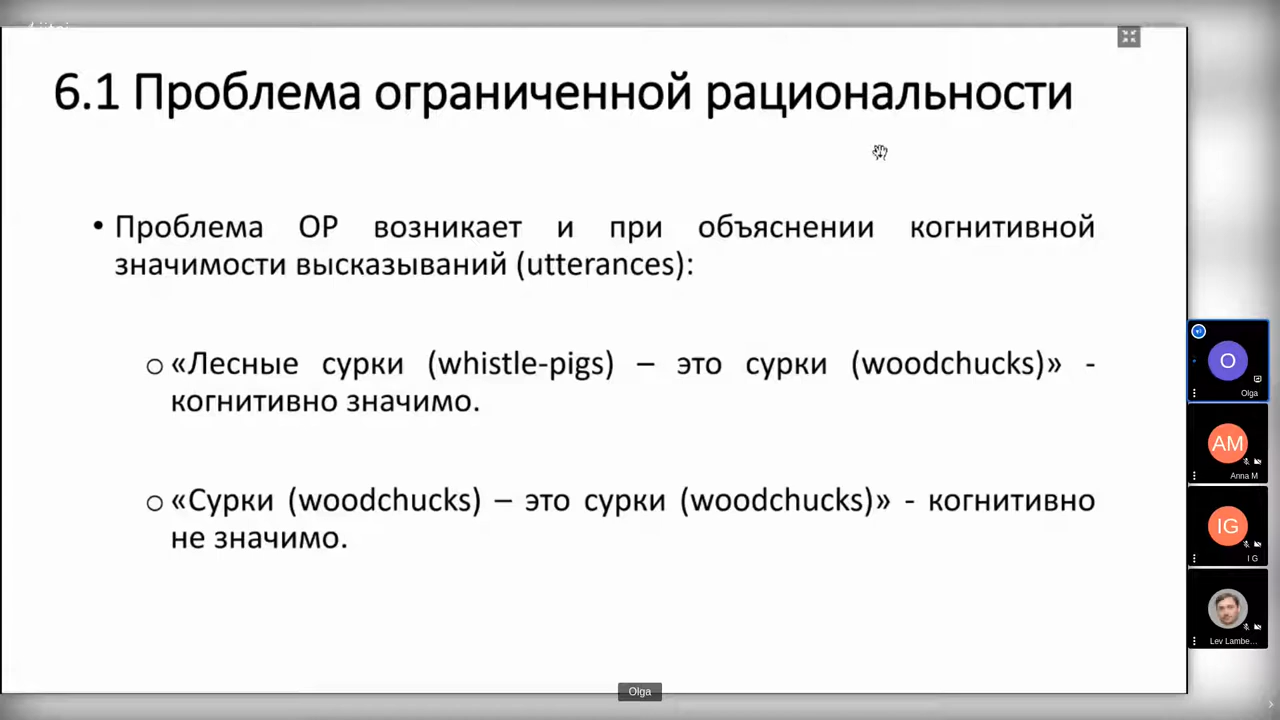 6.1 Проблема ограниченной рациональности
• Проблема ОР возникает и при объяснении когнитивной
значимости высказываний (utterances):
o «Лесные сурки (whistle-pigs) – это сурки (woodchucks)» -
когнитивно значимо.
o «Сурки (woodchucks) – это сурки (woodchucks)» - когнитивно
не значимо.
O
Olga
AM
Anna M
IG
I G
Lev Lambe...
Olga